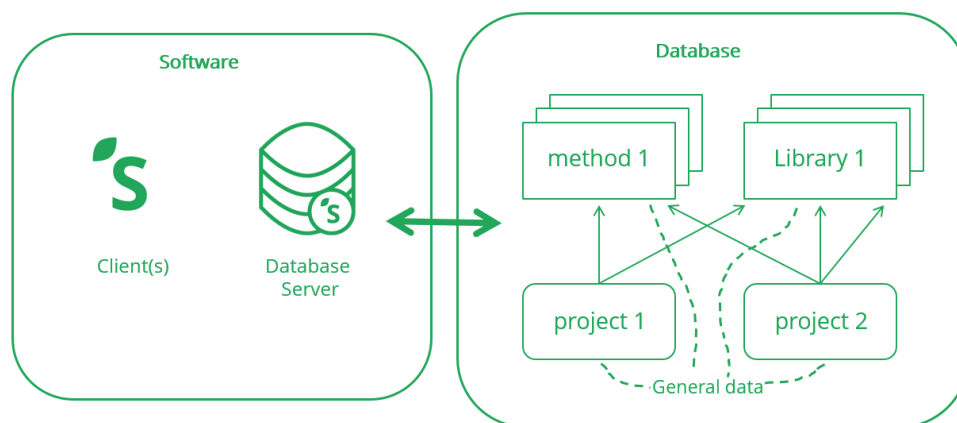 Software
Database
S
S
Client(s)
Database
Server
method 1
Library 1
project 1
project 2
General data